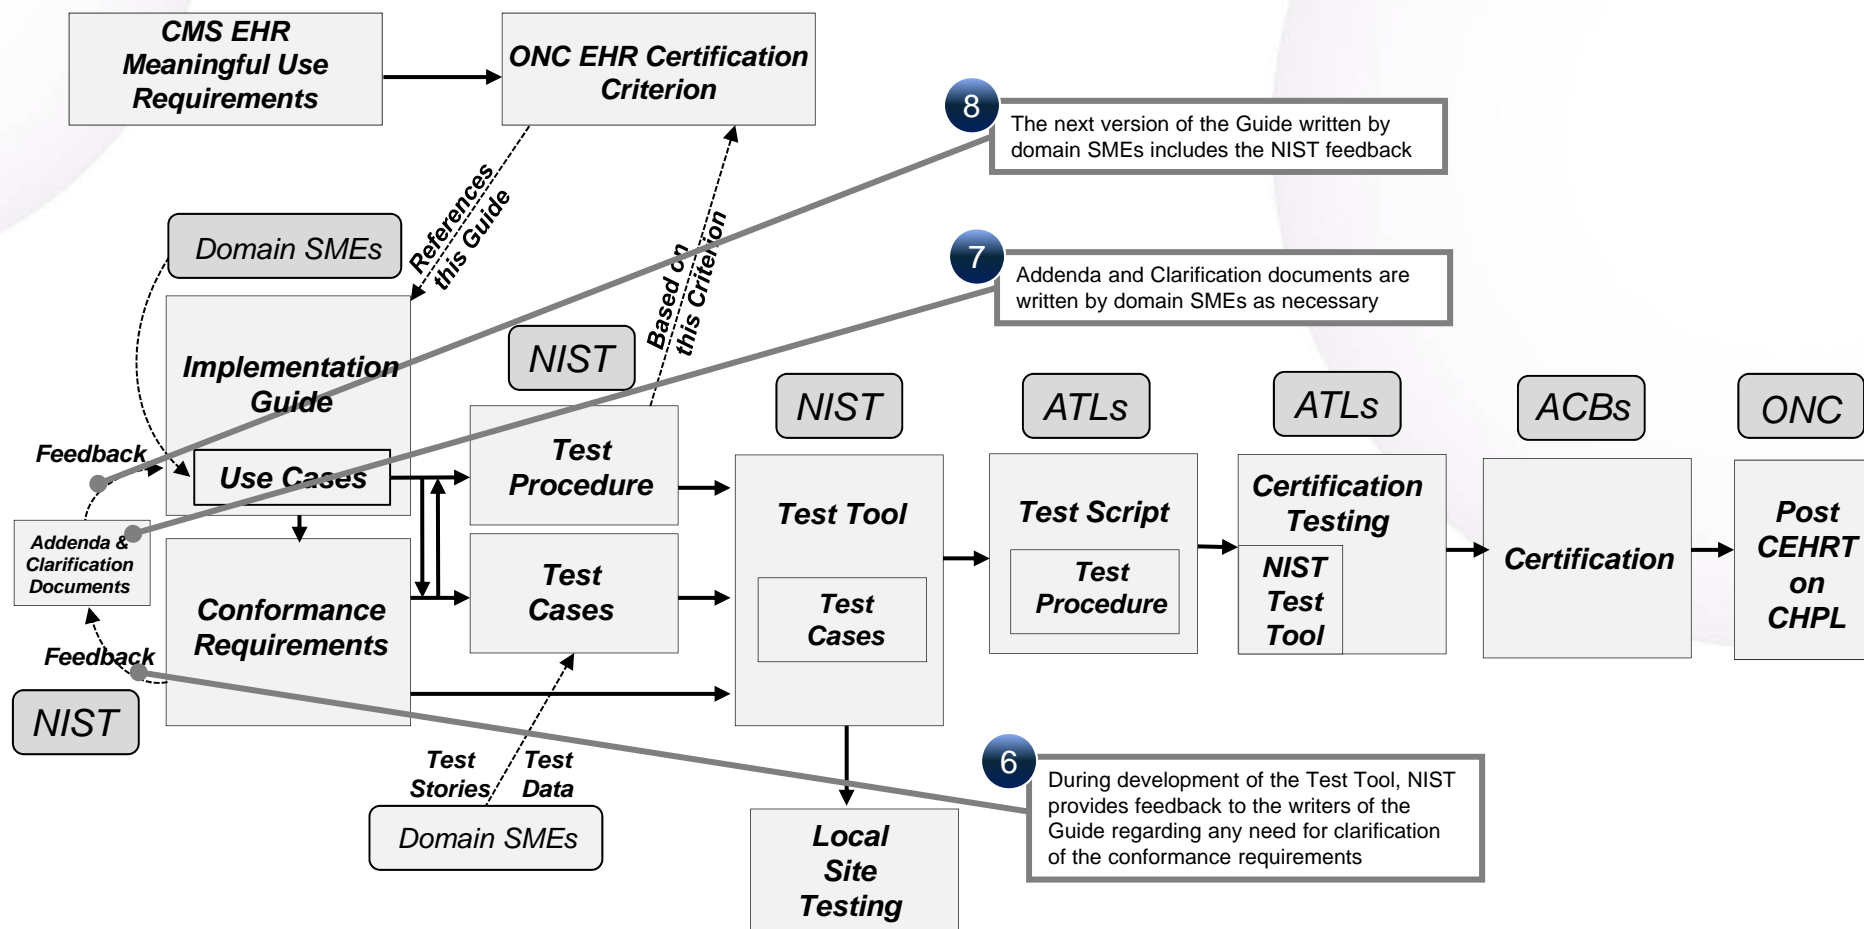 CMS EHR
Meaningful Use
Requirements
ONC EHR Certification
Criterion
8
The next version of the Guide written by
domain SMEs includes the NIST feedback
References
this Guide
Based on
this Criterion
Domain SMEs
7
Addenda and Clarification documents are
written by domain SMEs as necessary
Implementation
Guide
Use Cases
NIST
Test
Procedure
NIST
Test Tool
Test
Cases
ATLs
Test Script
Test
Procedure
ATLs
Certification
Testing
NIST
Test
Tool
ACBs
Certification
ONC
Post
CEHRT
on
CHPL
Feedback
Addenda &
Clarification
Documents
Feedback
NIST
Conformance
Requirements
Test
Cases
Test
Stories
Test
Data
Domain SMEs
6
During development of the Test Tool, NIST
provides feedback to the writers of the
Guide regarding any need for clarification
of the conformance requirements
Local
Site
Testing